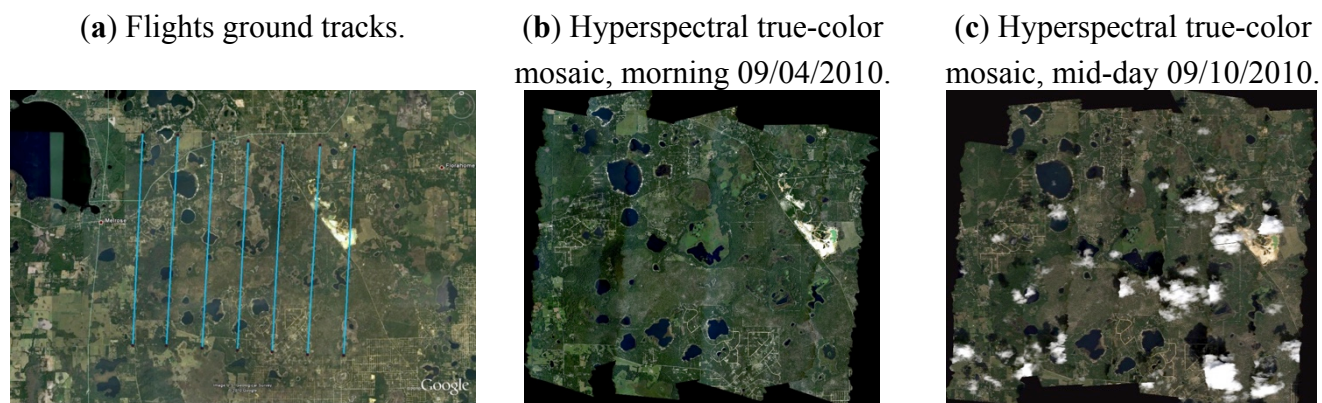 (a) Flights ground tracks.
(b) Hyperspectral true-color
mosaic, morning 09/04/2010.
(c) Hyperspectral true-color
mosaic, mid-day 09/10/2010.
Melrose
Google